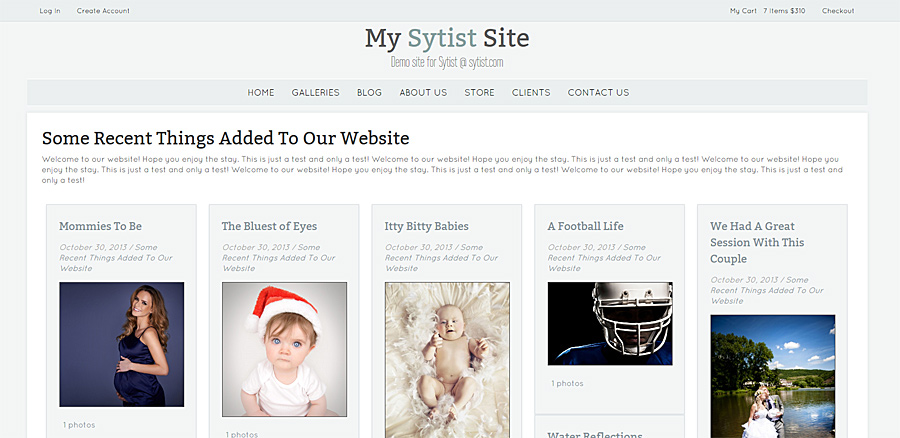 Log In Create Account My Cart 7 Items $310 Checkout
My Sytist Site
Demo site for Sytist @ sytist.com
HOME GALLERIES BLOG ABOUT US STORE CLIENTS CONTACT US
Some Recent Things Added To Our Website
Welcome to our website! Hope you enjoy the stay. This is just a test and only a test! Welcome to our website! Hope you enjoy the stay. This is just a test and only a test! Welcome to our website! Hope you
enjoy the stay. This is just a test and only a test! Welcome to our website! Hope you enjoy the stay. This is just a test and only a test! Welcome to our website! Hope you enjoy the stay. This is just a test
and only a test!
Mommies To Be
October 30, 2013 / Some
Recent Things Added To Our
Website
1 photos
The Bluest of Eyes
October 30, 2013 / Some
Recent Things Added To Our
Website
1 photos
Itty Bitty Babies
October 30, 2013 / Some
Recent Things Added To Our
Website
A Football Life
October 30, 2013 / Some
Recent Things Added To Our
Website
1 photos
Water Reflections
We Had A Great
Session With This
Couple
October 30, 2013 / Some
Recent Things Added To Our
Website